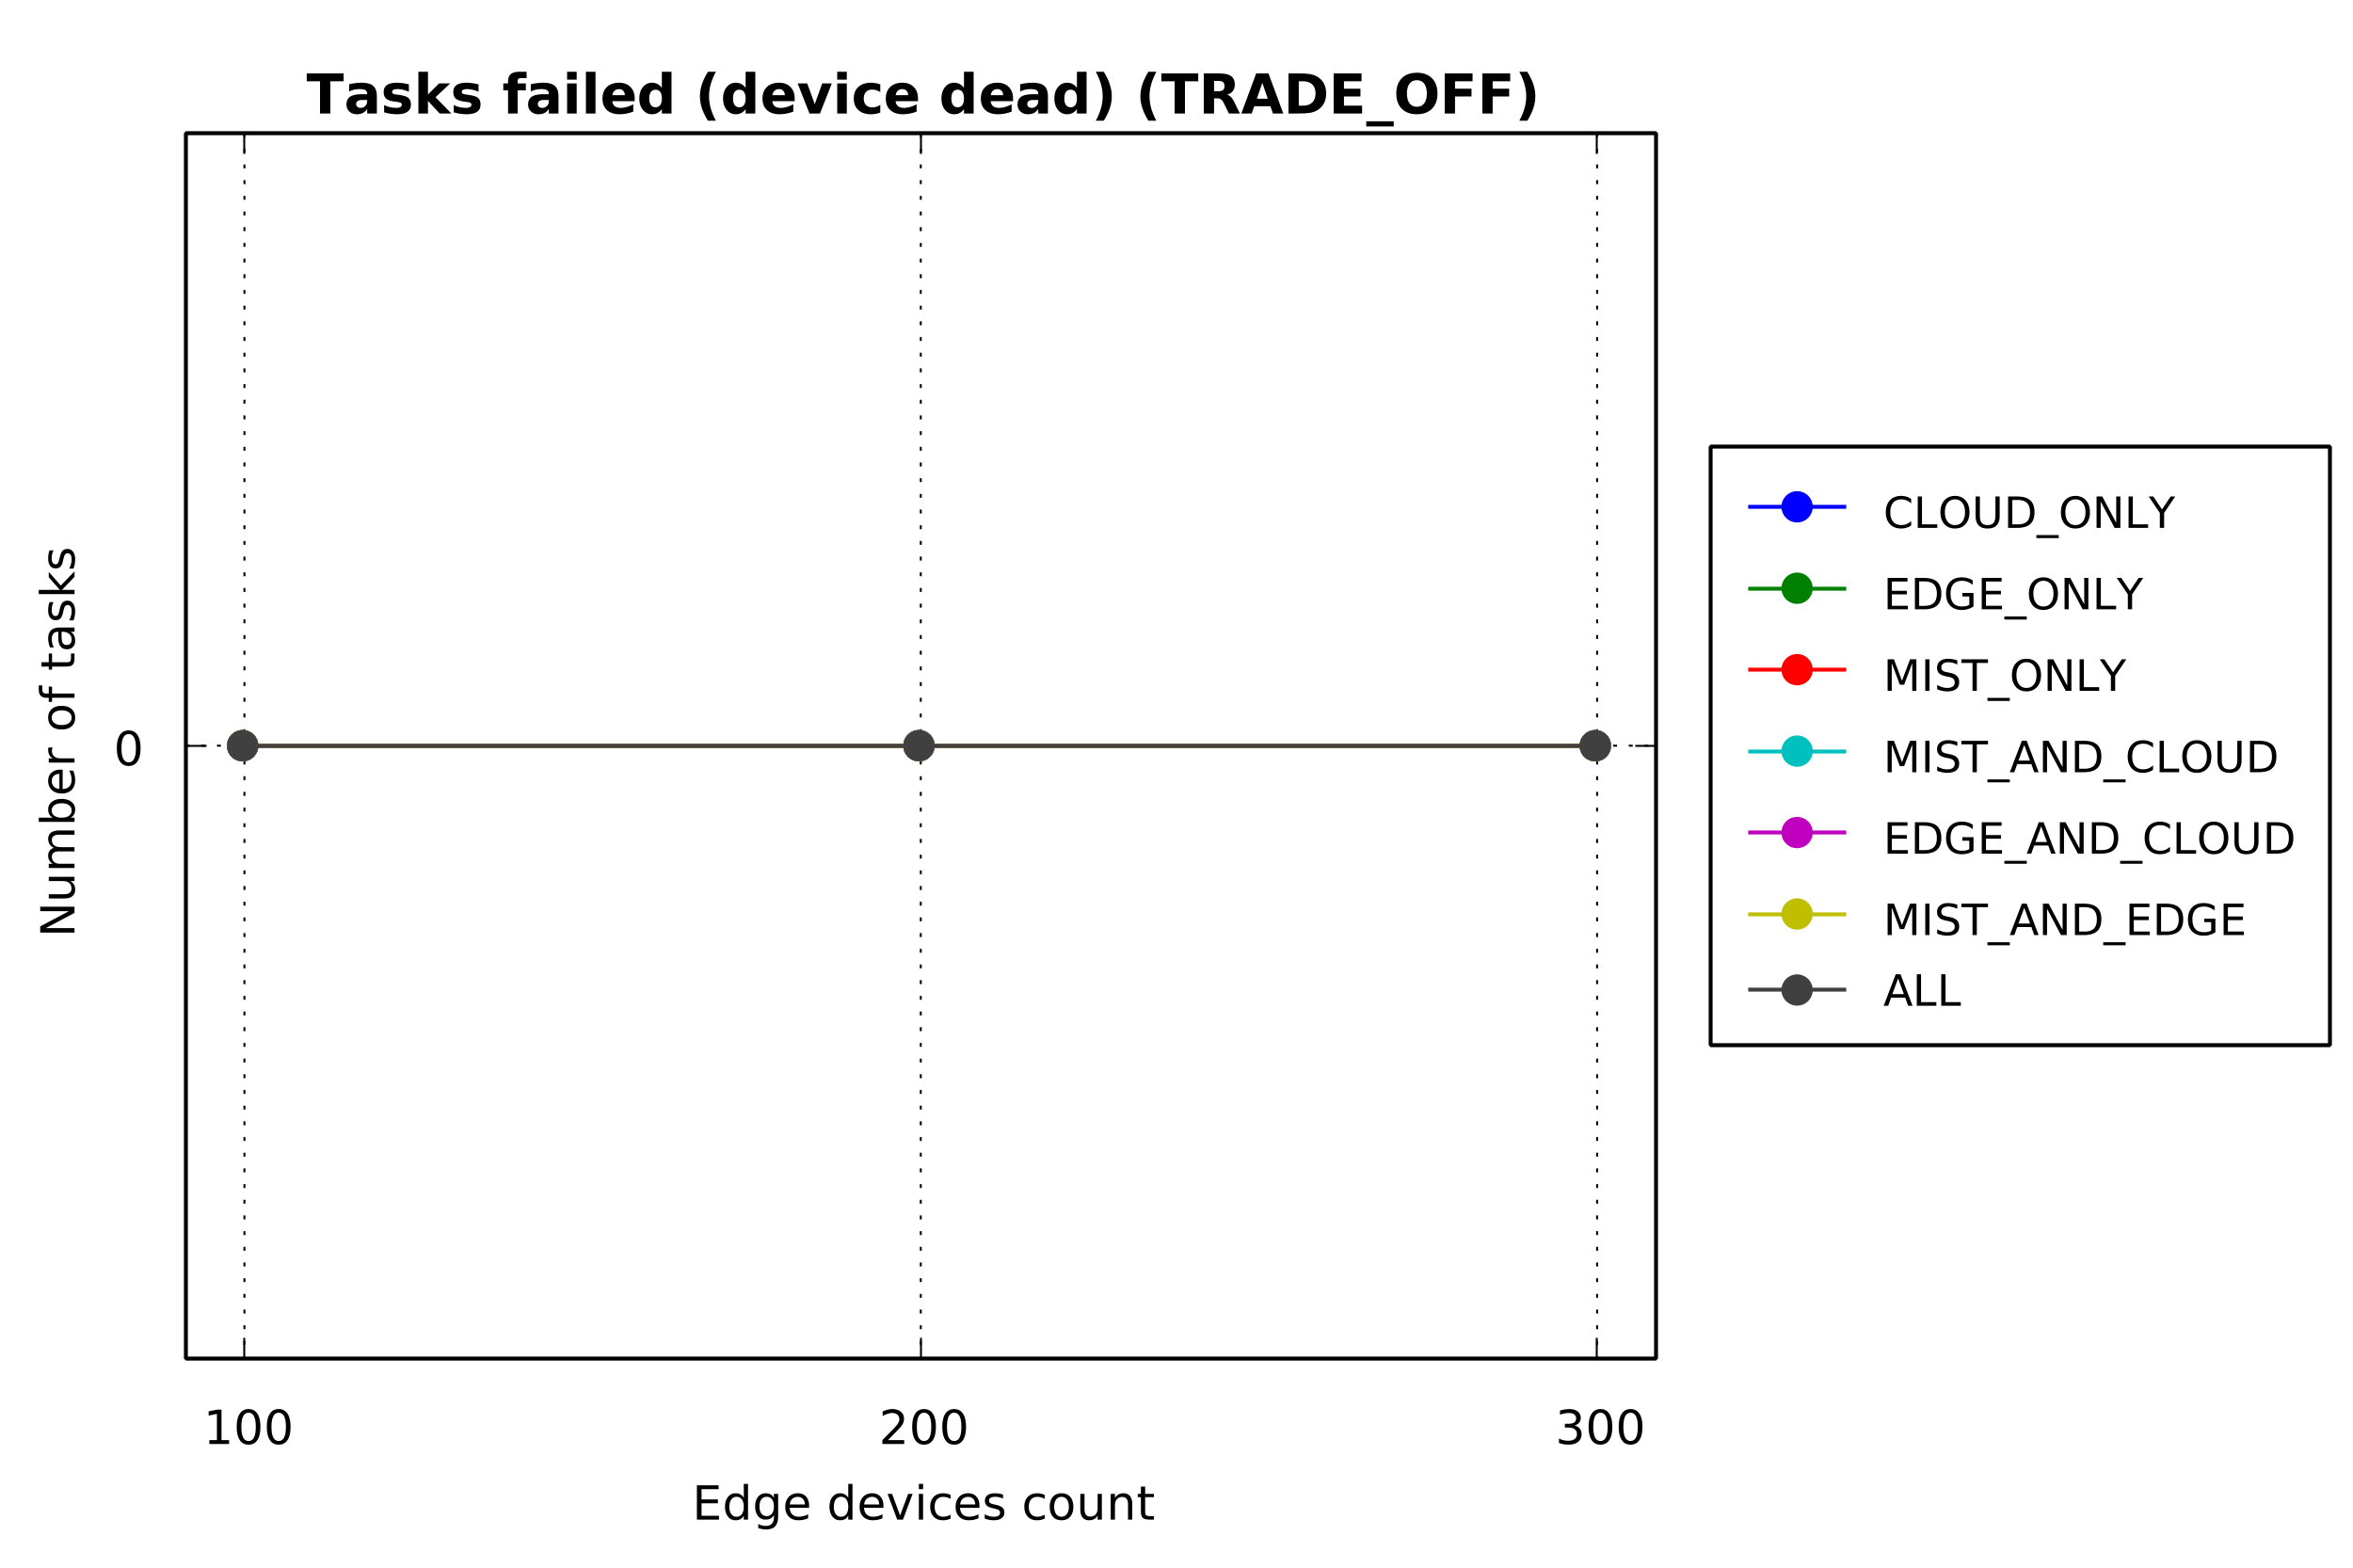 Tasks failed (device dead) (TRADE_OFF)
Number of tasks
0
100 200 300
Edge devices count
CLOUD_ONLY
EDGE_ONLY
MIST_ONLY
MIST_AND_CLOUD
EDGE_AND_CLOUD
MIST_AND_EDGE
ALL